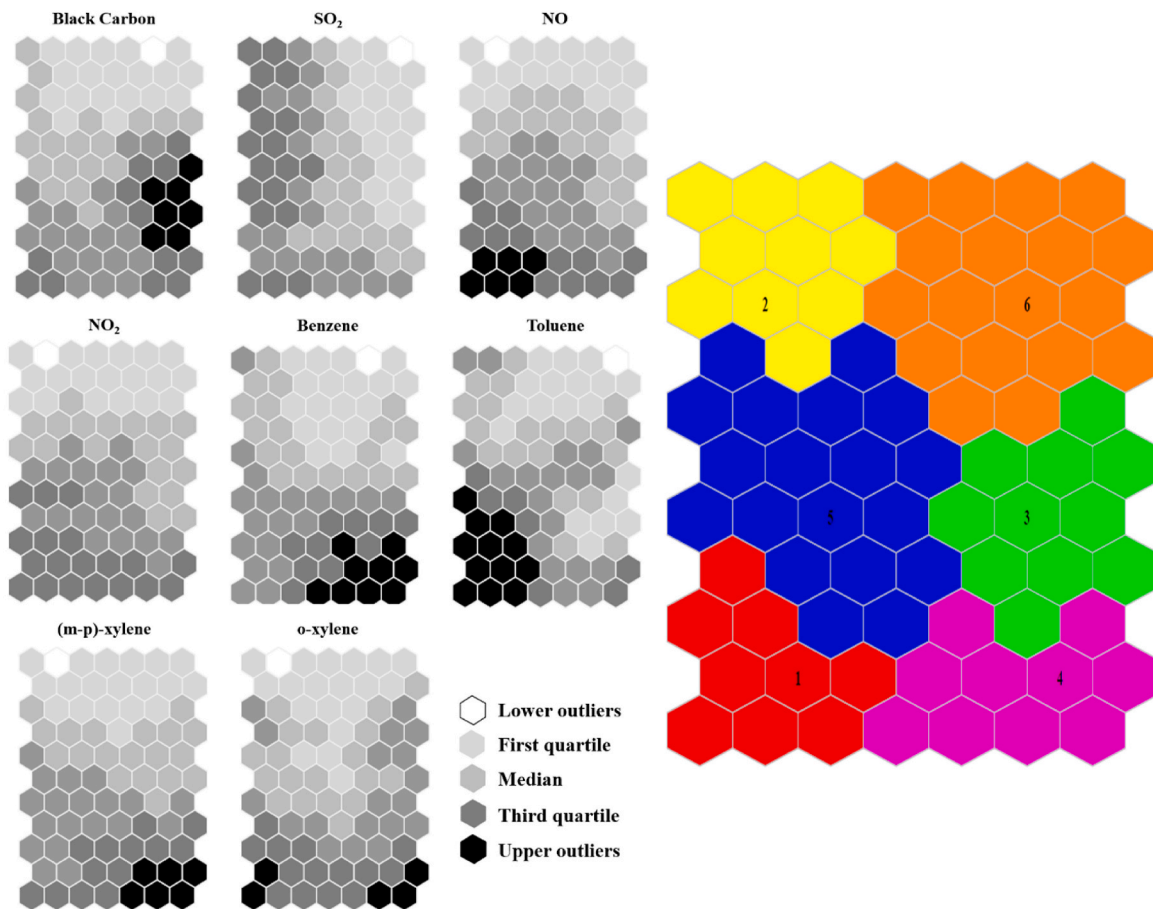 Black Carbon
SO₂
NO
NO₂
Benzene
Toluene
(m-p)-xylene
o-xylene
Lower outliers
First quartile
Median
Third quartile
Upper outliers
2
6
5
3
1
4